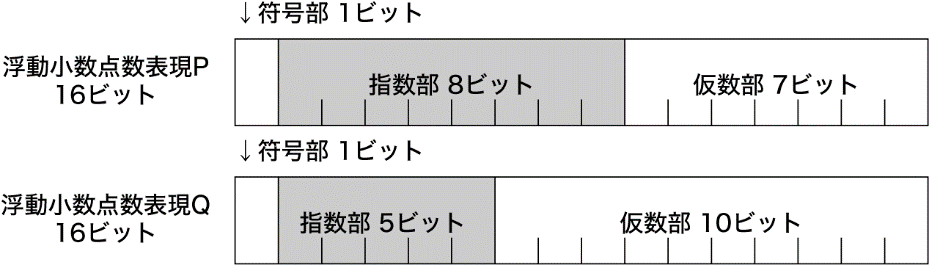 ↓符号部 1ビット
浮動小数点数表現P
16ビット
指数部 8ビット
仮数部 7ビット
↓符号部 1ビット
浮動小数点数表現Q
16ビット
指数部 5ビット
仮数部 10ビット